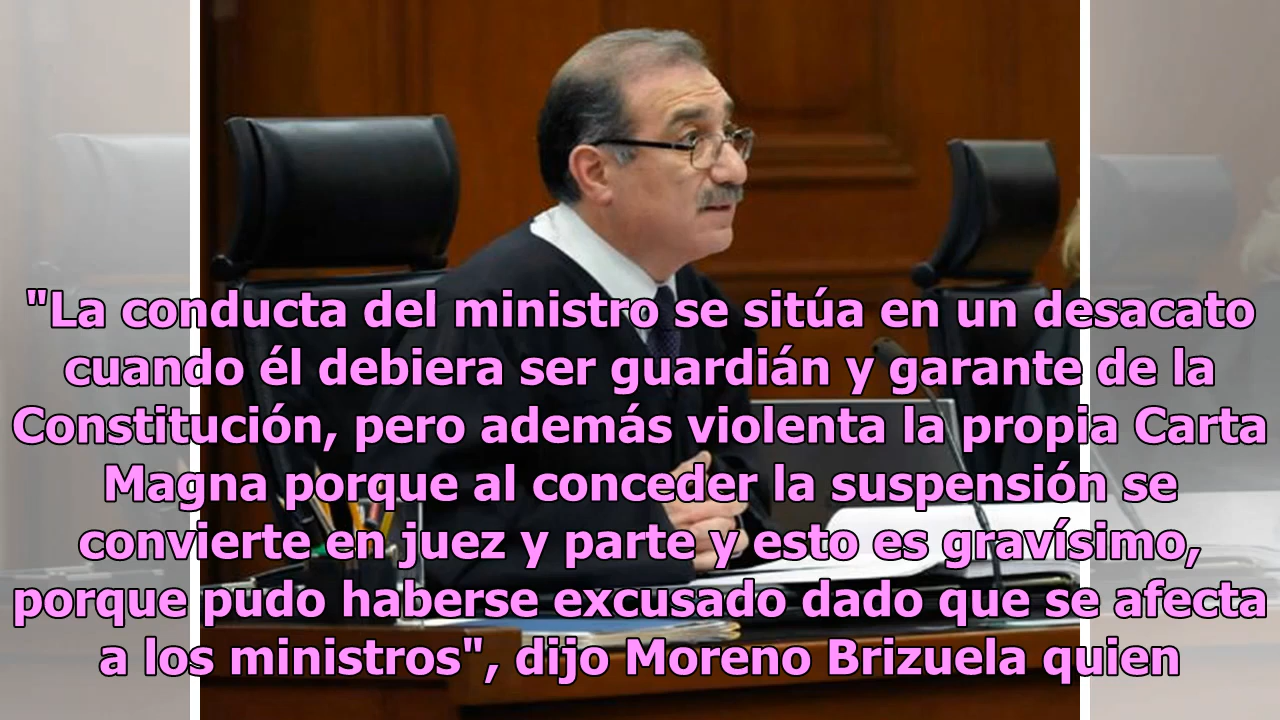 "La conducta del ministro se sitúa en un desacato
cuando él debiera ser guardián y garante de la
Constitución, pero además violenta la propia Carta
Magna porque al conceder la suspensión se
convierte en juez y parte y esto es gravísimo,
porque pudo haberse excusado dado que se afecta
a los ministros", dijo Moreno Brizuela quien